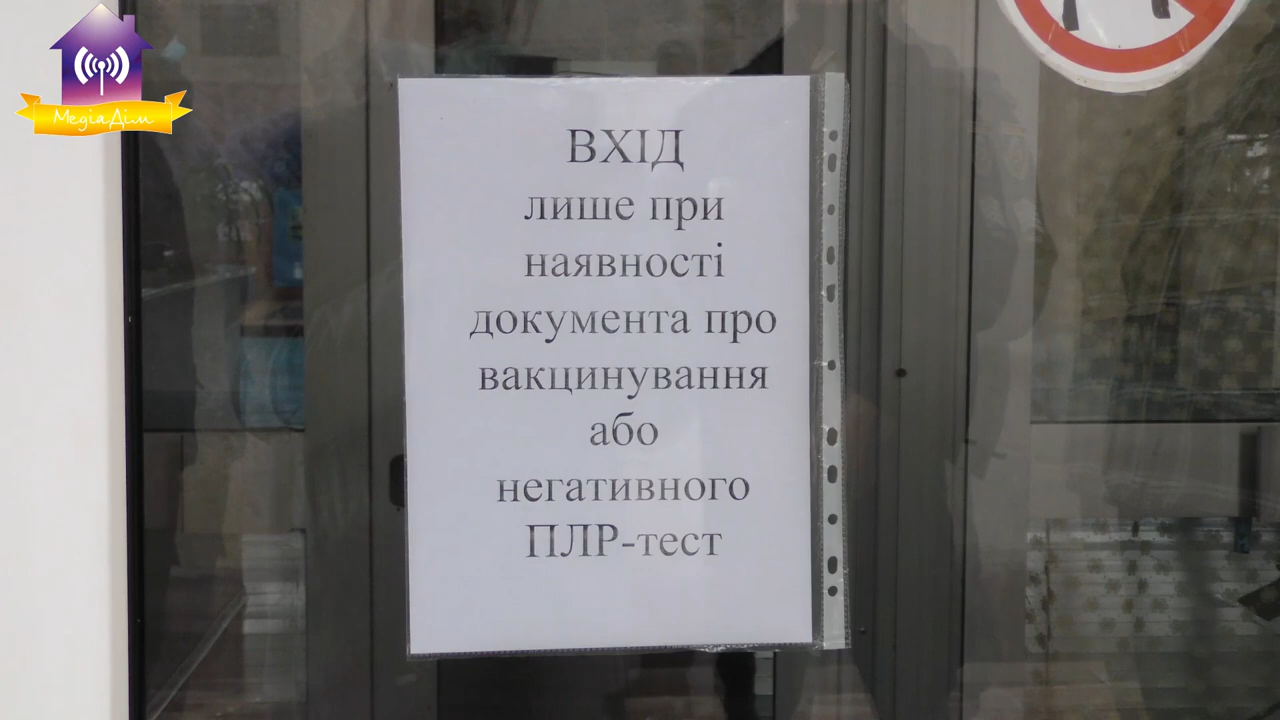 МедіаДім
ВХІД
лише при
наявності
документа про
вакцинування
або
негативного
ПЛР-тест